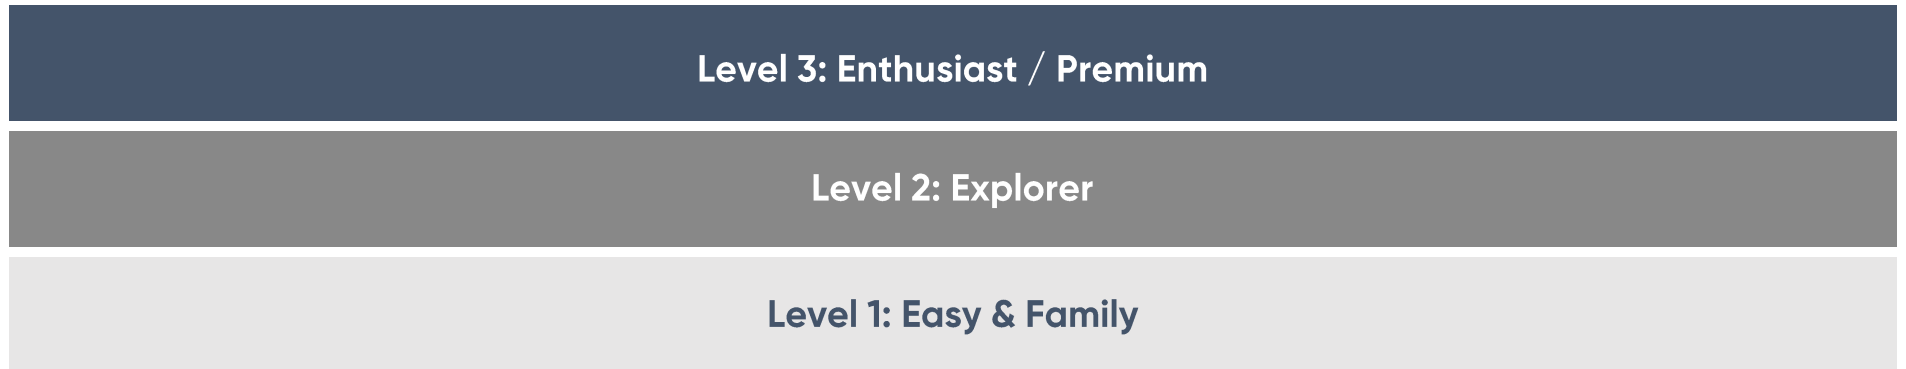 Level 3: Enthusiast / Premium
Level 2: Explorer
Level 1: Easy & Family